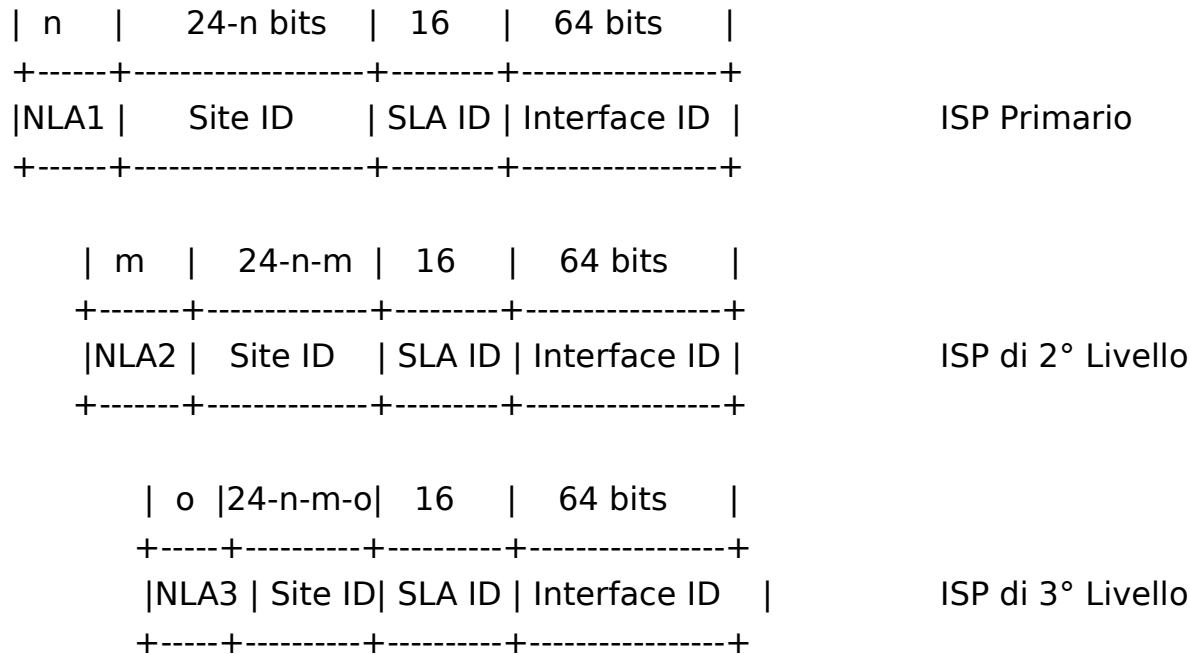 | n | 24-n bits | 16 | 64 bits |
+------+--------------------+---------+----------------+
|NLA1 | Site ID | SLA ID | Interface ID | ISP Primario
+------+--------------------+---------+----------------+
| m | 24-n-m | 16 | 64 bits |
+-------+--------------+---------+----------------+
|NLA2 | Site ID | SLA ID | Interface ID | ISP di 2° Livello
+-------+--------------+---------+----------------+
| o |24-n-m-o| 16 | 64 bits |
+-----+----------+----------+----------------+
|NLA3 | Site ID| SLA ID | Interface ID | ISP di 3° Livello
+-----+----------+---------+----------------+